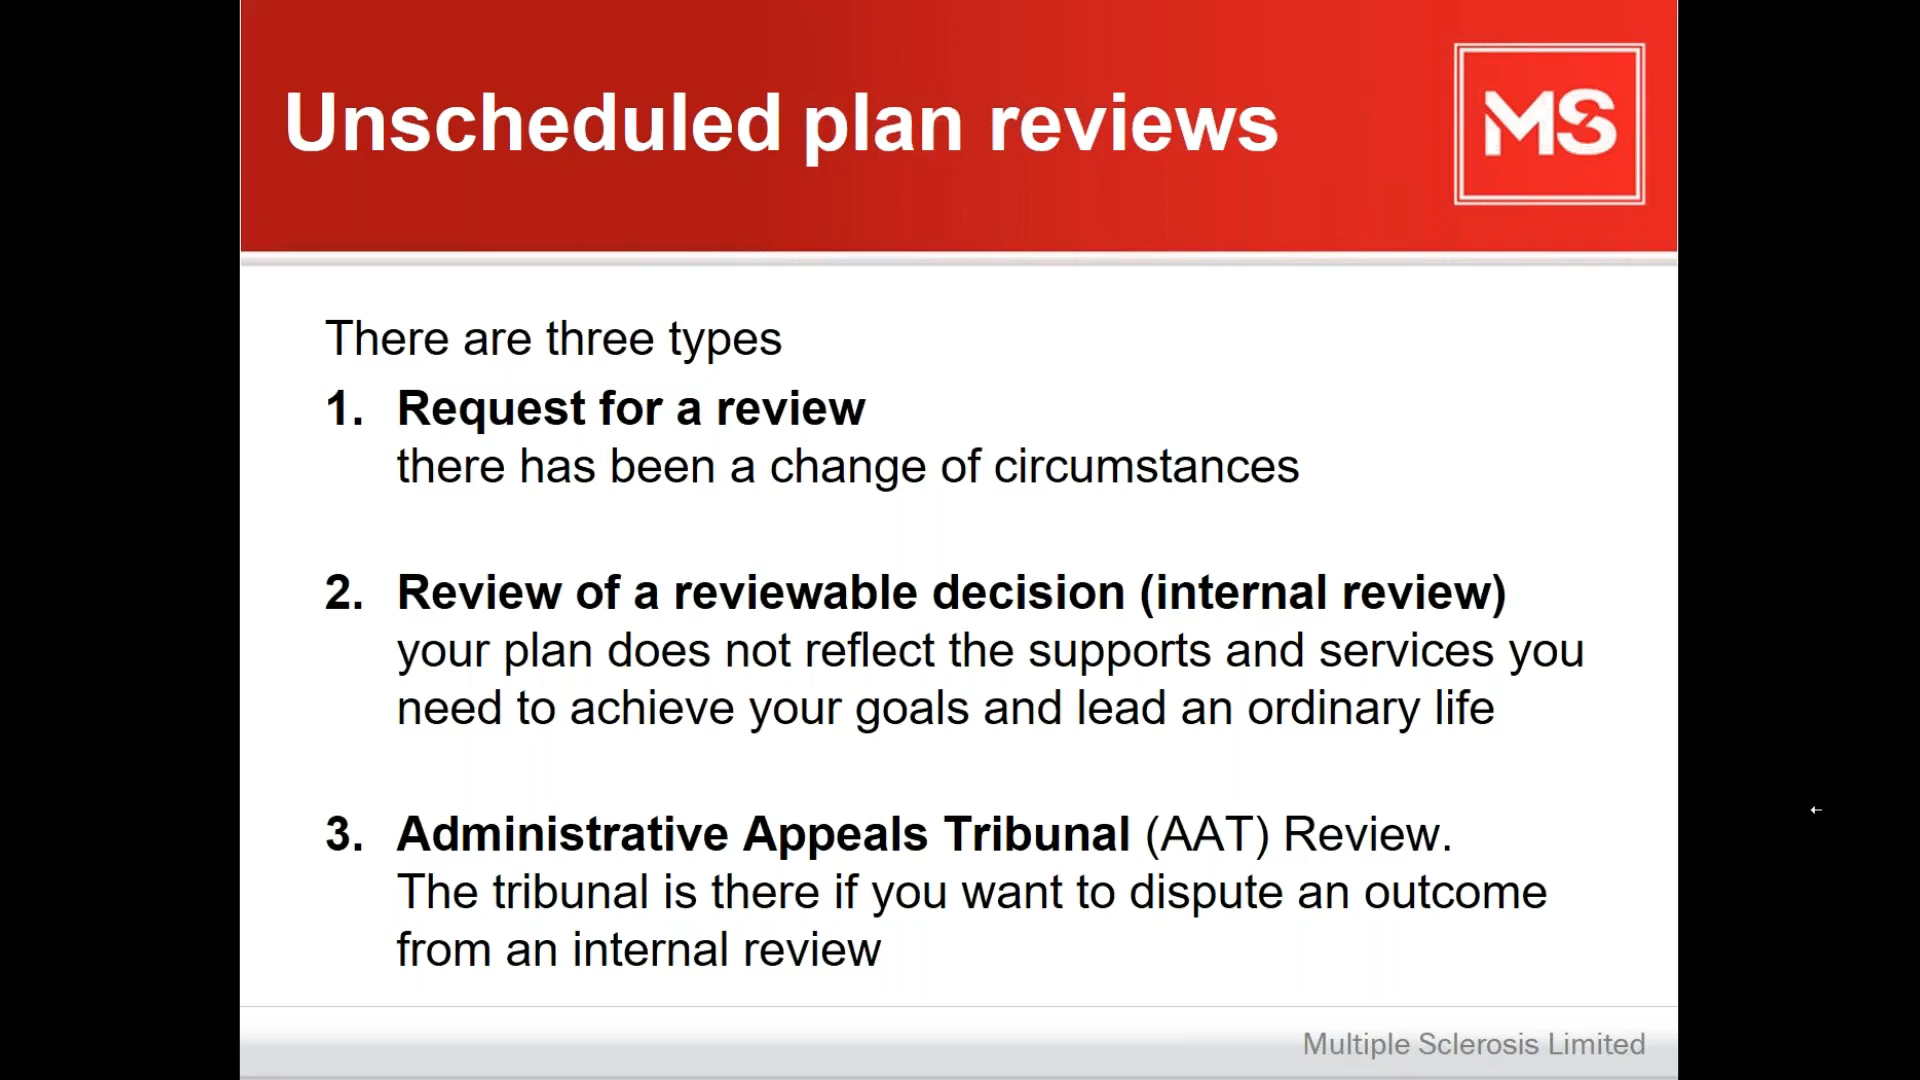 Unscheduled plan reviews
MS
There are three types
1. Request for a review
there has been a change of circumstances
2. Review of a reviewable decision (internal review)
your plan does not reflect the supports and services you
need to achieve your goals and lead an ordinary life
3. Administrative Appeals Tribunal (AAT) Review.
The tribunal is there if you want to dispute an outcome
from an internal review
Multiple Sclerosis Limited